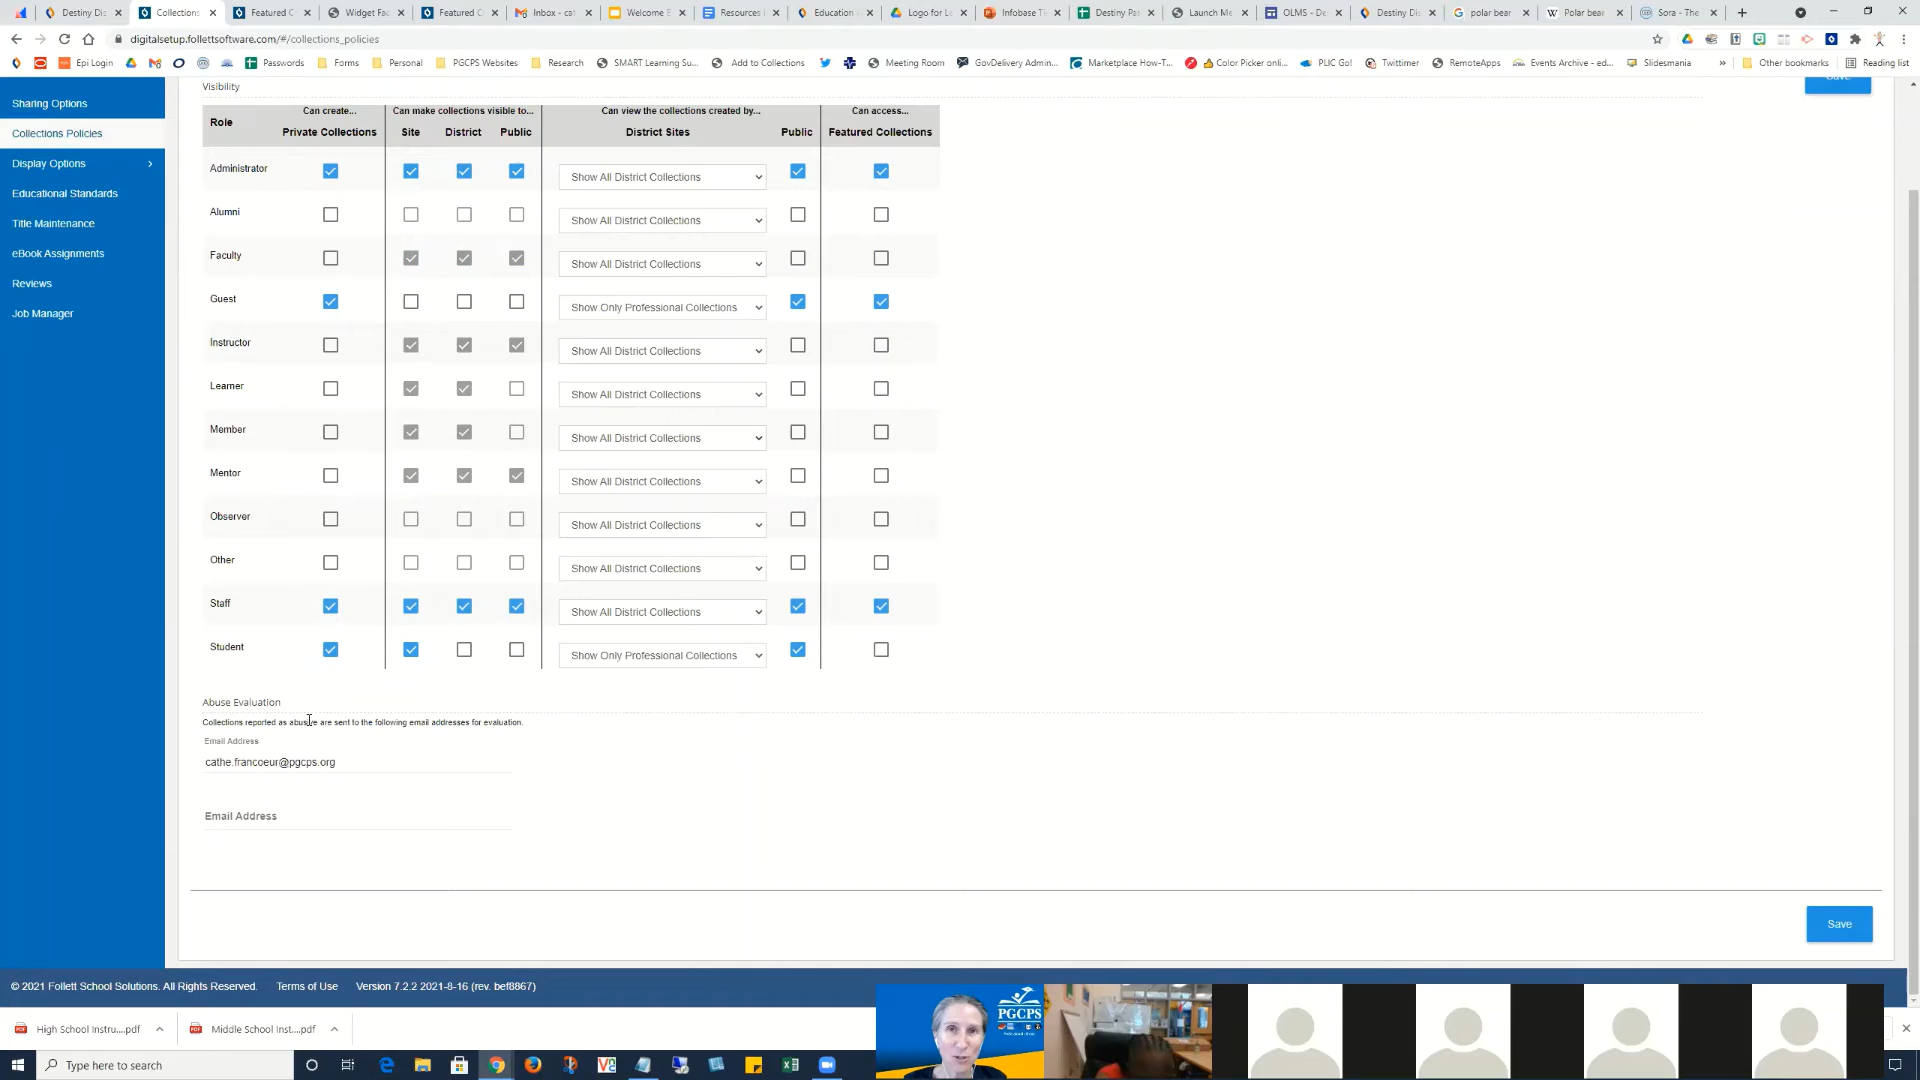 Destiny Dis
Collections
Featured C
Widget Fac
Featured C
Inbox - cat
Welcome B
Resources
Education
Logo for L
Infobase T
Destiny Pa
Launch Me
OLMS - De
Destiny Dis
polar bear
Polar bear
Sora - The
digitalsetup.follettsoftware.com/#/collections_policies
Epi Login
Passwords
Forms
Personal
PGCPS Websites
Research
SMART Learning Su...
Add to Collections
Meeting Room
GovDelivery Admin...
Marketplace How-T...
Color Picker onlin...
PLIC Go!
Twittimer
RemoteApps
Events Archive - ed...
Slidesmania
»
Other bookmarks
Reading list
Sharing Options
Collections Policies
Display Options
Educational Standards
Title Maintenance
eBook Assignments
Reviews
Job Manager
Visibility
Save
Can create... Can make collections visible to... Can view the collections created by... Can access...
Role Private Collections Site District Public District Sites Public Featured Collections
Administrator Show All District Collections
Alumni Show All District Collections
Faculty Show All District Collections
Guest Show Only Professional Collections
Instructor Show All District Collections
Learner Show All District Collections
Member Show All District Collections
Mentor Show All District Collections
Observer Show All District Collections
Other Show All District Collections
Staff Show All District Collections
Student Show Only Professional Collections
Abuse Evaluation
Collections reported as abusive are sent to the following email addresses for evaluation.
Email Address
cathe.francoeur@pgcps.org
Email Address
Save
© 2021 Follett School Solutions. All Rights Reserved. Terms of Use Version 7.2.2 2021-8-16 (rev. bef8867)
High School Instru....pdf
Middle School Inst....pdf
PGCPS
Type here to search